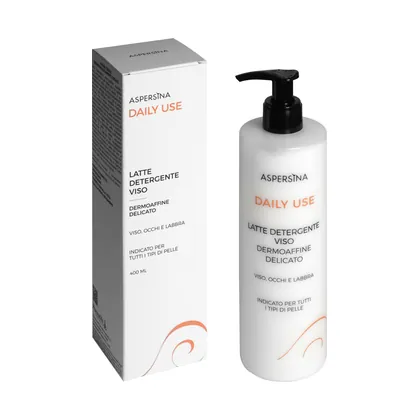 ASPERSINA
DAILY USE
LATTE
DETERGENTE
VISO
DERMOAFFINE
DELICATO
VISO, OCCHI E LABBRA
INDICATO PER
TUTTI I TIPI DI PELLE
400 ML
ASPERSINA
DAILY USE
LATTE DETERGENTE
VISO
DERMOAFFINE
DELICATO
VISO, OCCHI E LABBRA
INDICATO PER TUTTI
I TIPI DI PELLE